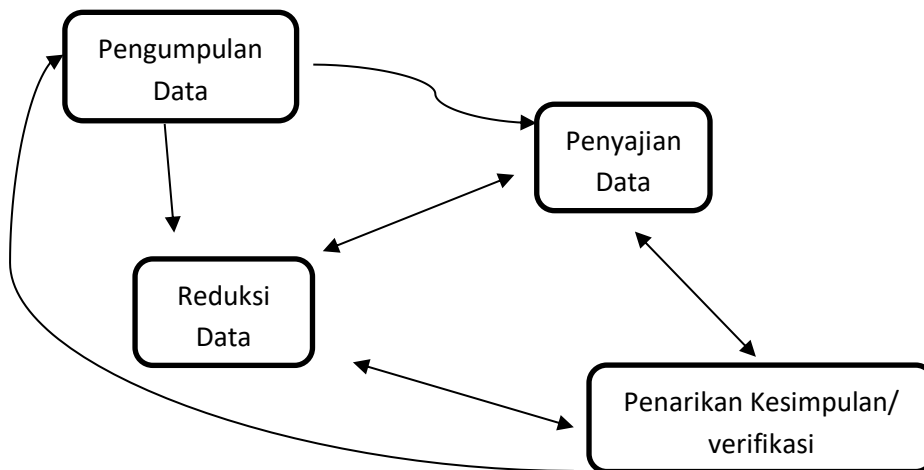 Pengumpulan
Data
Penyajian
Data
Reduksi
Data
Penarikan Kesimpulan/
verifikasi